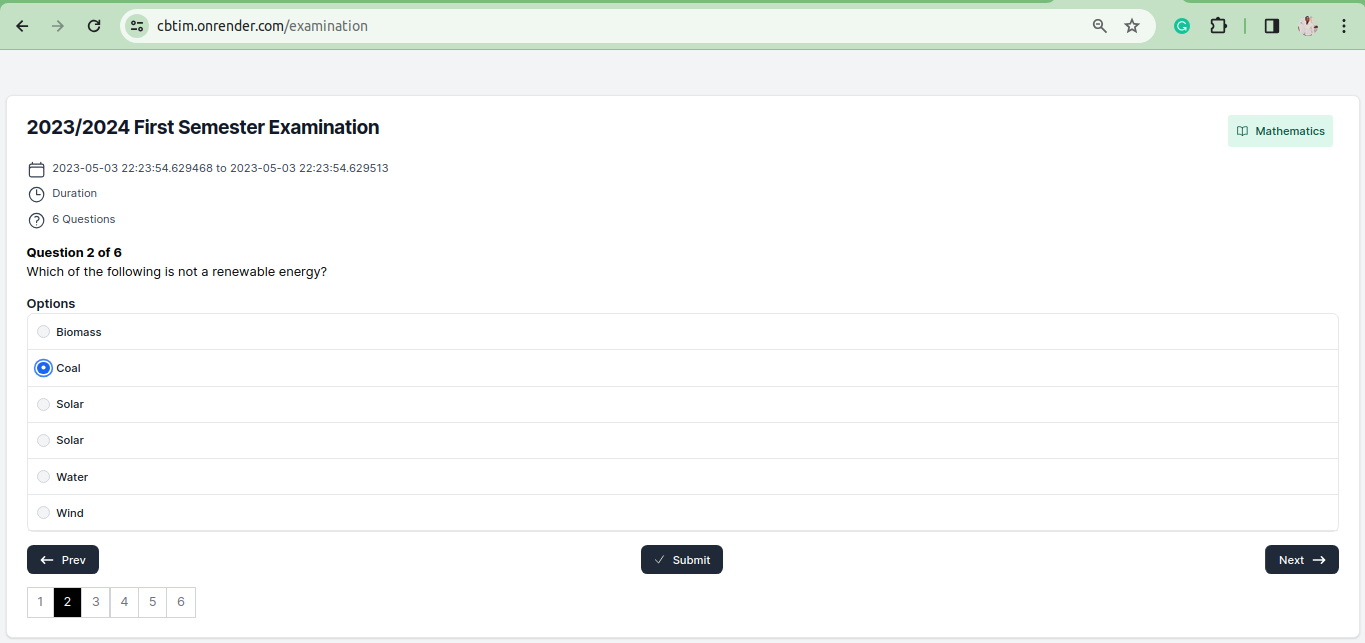 cbtim.onrender.com/examination
2023/2024 First Semester Examination
Mathematics
2023-05-03 22:23:54.629468 to 2023-05-03 22:23:54.629513
Duration
6 Questions
Question 2 of 6
Which of the following is not a renewable energy?
Options
Biomass
Coal
Solar
Solar
Water
Wind
Prev
Submit
Next
1 2 3 4 5 6